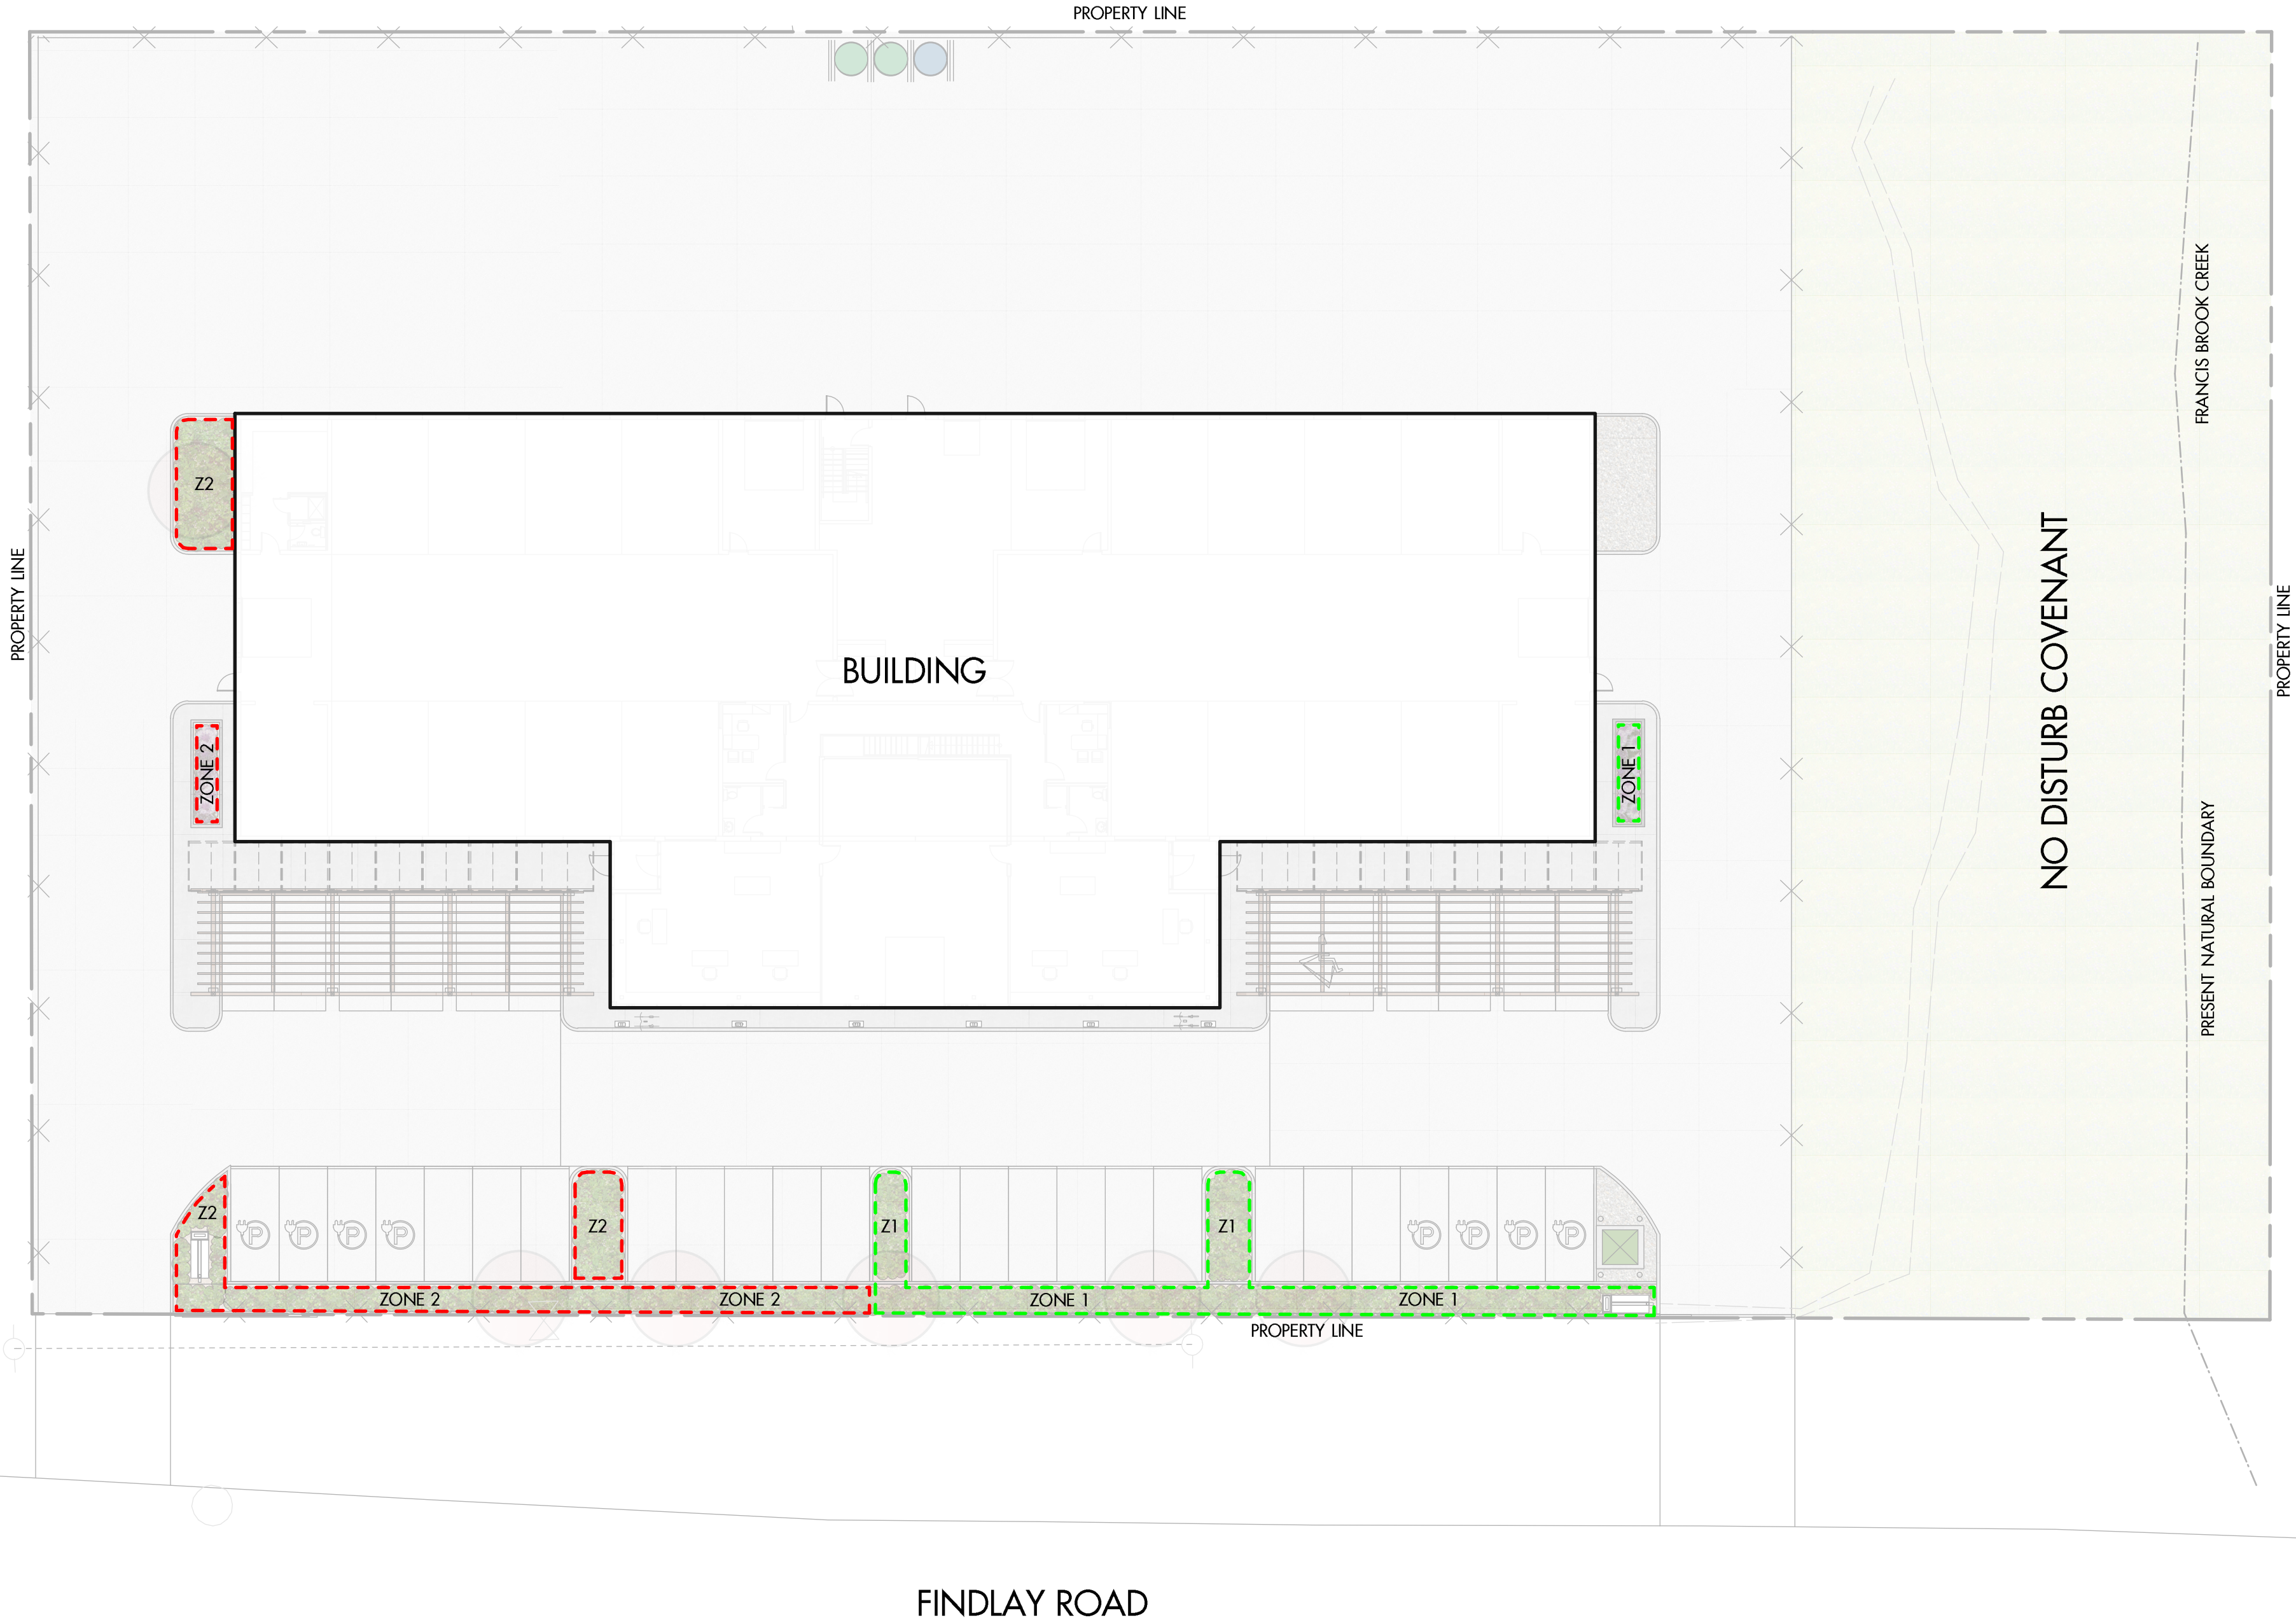 PROPERTY LINE
FRANCIS BROOK CREEK
Z2
NO DISTURB COVENANT
PROPERTY LINE
PROPERTY LINE
BUILDING
ZONE 2
ZONE 1
PRESENT NATURAL BOUNDARY
Z2
Z2
Z1
Z1
P
P
P
P
P
P
P
P
ZONE 2
ZONE 2
ZONE 1
ZONE 1
PROPERTY LINE
FINDLAY ROAD